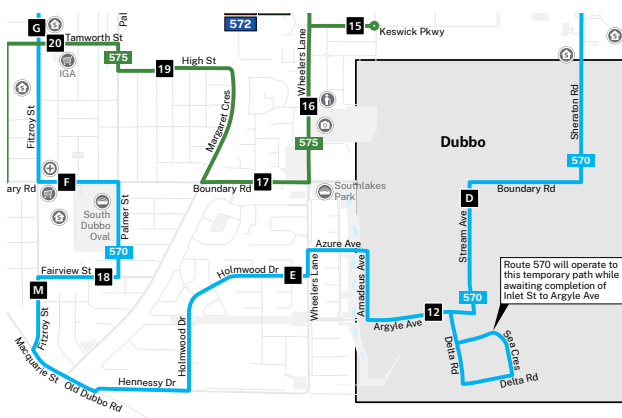 572
Pal
G
20
Tamworth St
575
IGA
19
High St
15
Keswick Pkwy
Wheelers Lane
16
575
Margaret Cres
Fitzroy St
Sheraton Rd
Dubbo
570
ary Rd
F
Boundary Rd
17
Southlakes
Park
D
Boundary Rd
South
Dubbo
Oval
Palmer St
570
Stream Ave
Azure Ave
Fairview St
18
M
Holmwood Dr
E
Wheelers Lane
Amadeus Ave
570
Route 570 will operate to
this temporary path while
awaiting completion of
Inlet St to Argyle Ave
12
Argyle Ave
Fitzroy St
Holmwood Dr
Delta Rd
Sea Cres
Delta Rd
Macquarie St
Hennessy Dr
Old Dubbo Rd